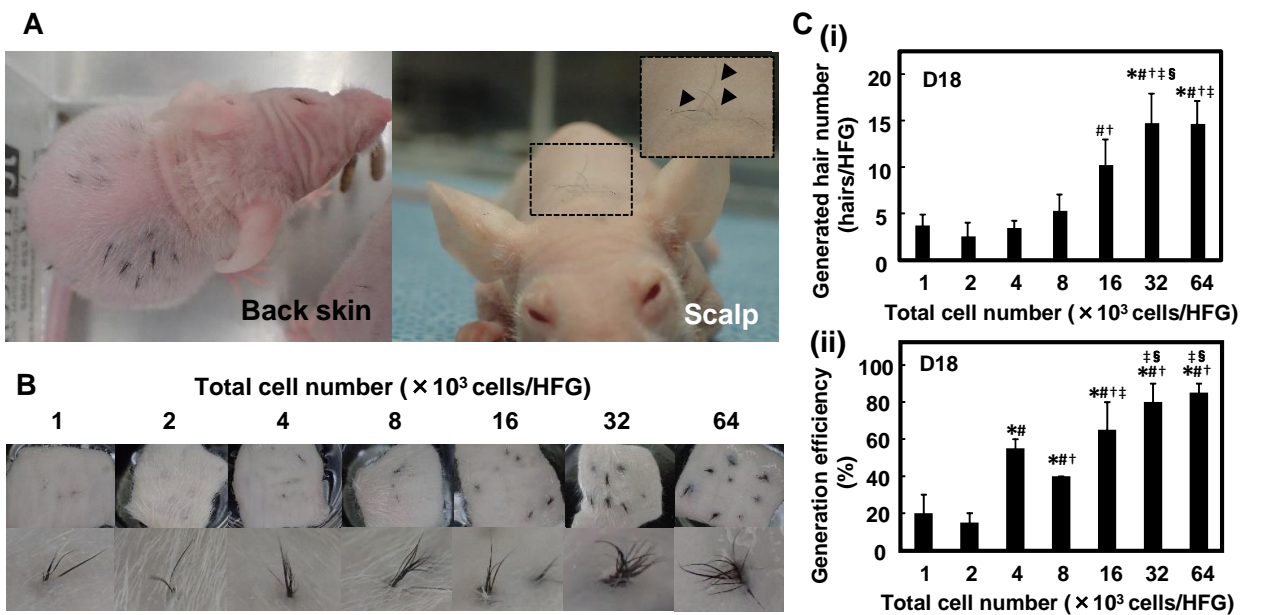 A
Back skin
Scalp
B
Total cell number (×10³ cells/HFG)
1 2 4 8 16 32 64
C
(i)
Generated hair number
(hairs/HFG)
20
15
10
5
0
D18
#†
*#†‡§
*#†‡
1 2 4 8 16 32 64
Total cell number (×10³ cells/HFG)
(ii)
Generation efficiency
(%)
100
80
60
40
20
0
D18
*#
*#†
*#†‡
‡§
*#†
‡§
*#†
1 2 4 8 16 32 64
Total cell number (×10³ cells/HFG)